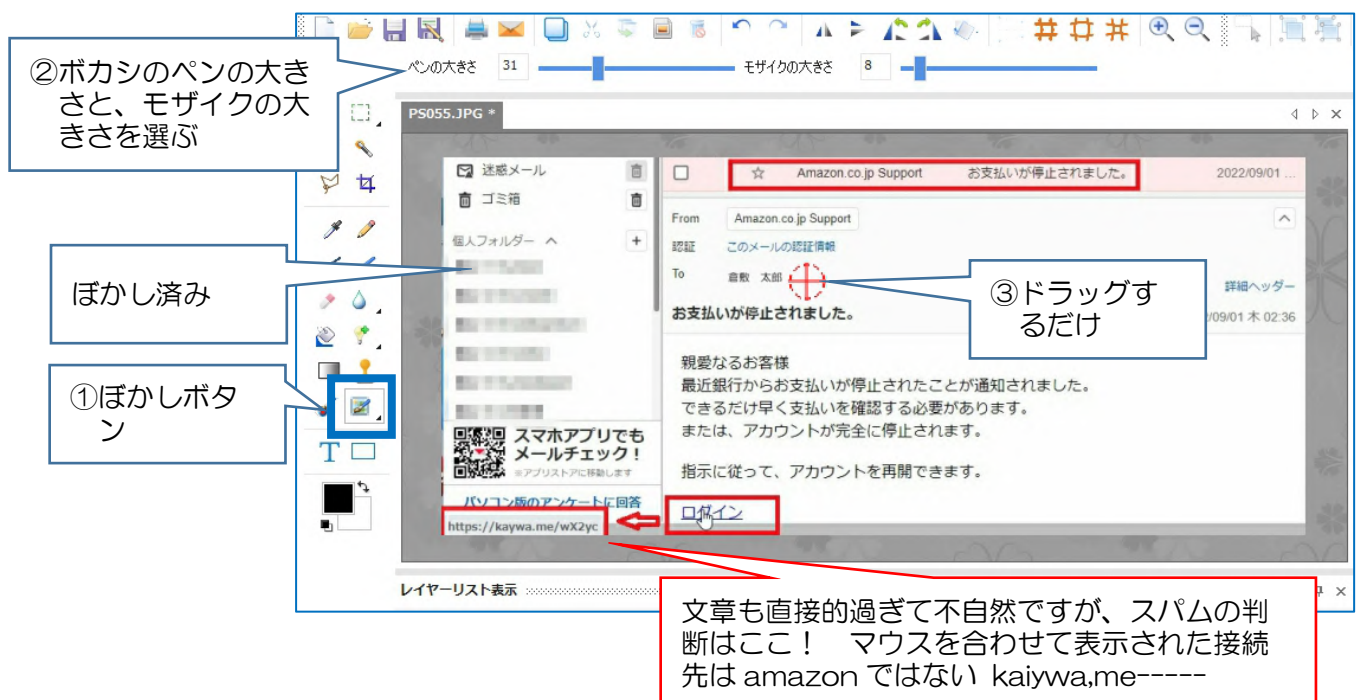 ②ボカシのペンの大き
さと、モザイクの大
きさを選ぶ
ペンの大きさ 31 モザイクの大きさ 8
PS055.JPG *
迷惑メール
ゴミ箱
個人フォルダー
☆ Amazon.co.jp Support お支払いが停止されました。 2022/09/01 ...
From Amazon.co.jp Support
認証 このメールの認証情報
To 倉敷 太郎
詳細ヘッダー
お支払いが停止されました。
/09/01 木 02:36
ぼかし済み
③ドラッグす
るだけ
①ぼかしボタ
ン
親愛なるお客様
最近銀行からお支払いが停止されたことが通知されました。
できるだけ早く支払いを確認する必要があります。
または、アカウントが完全に停止されます。
指示に従って、アカウントを再開できます。
ログイン
スマホアプリでも
メールチェック！
※アプリストアに移動します
パソコン版のアンケートに回答
https://kaywa.me/wX2yc
T
レイヤーリスト表示
文章も直接的過ぎて不自然ですが、スパムの判
断はここ！　マウスを合わせて表示された接続
先は amazon ではない kaiywa,me-----